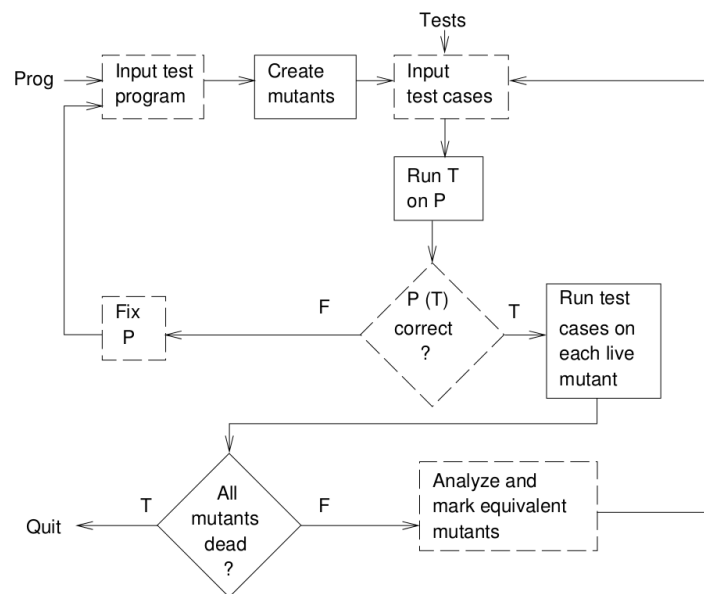 Tests
Prog
Input test
program
Create
mutants
Input
test cases
Run T
on P
P (T)
correct
?
F
T
Fix
P
Run test
cases on
each live
mutant
All
mutants
dead
?
T
F
Quit
Analyze and
mark equivalent
mutants